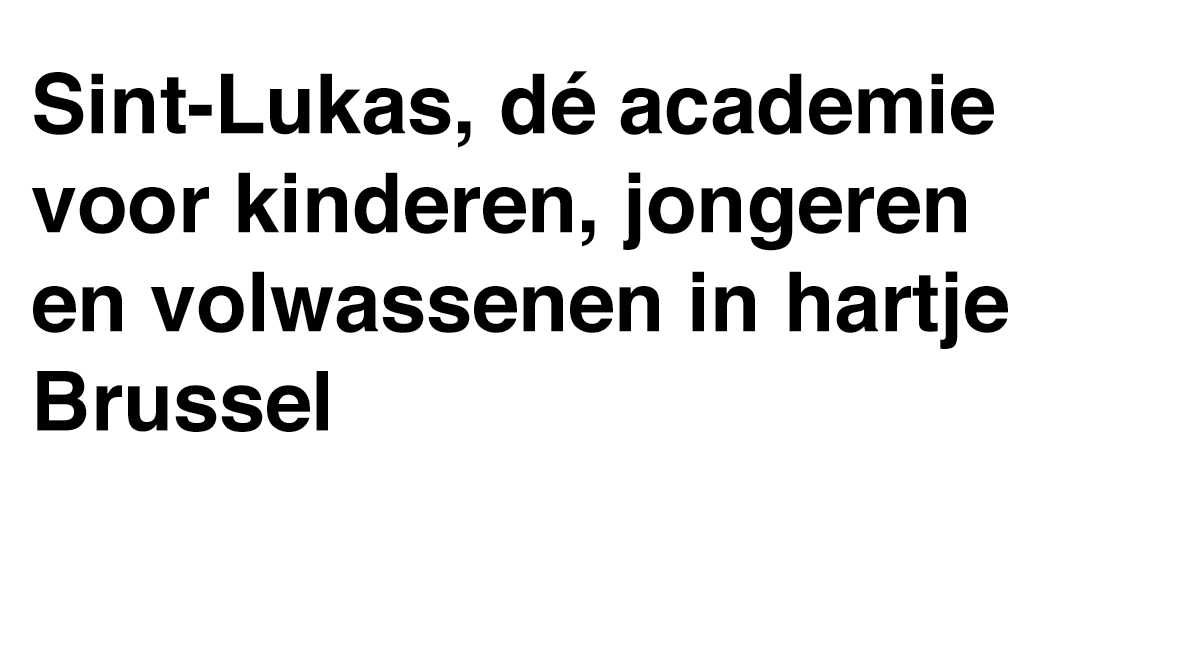 Sint-Lukas, dé academie
voor kinderen, jongeren
en volwassenen in hartje
Brussel